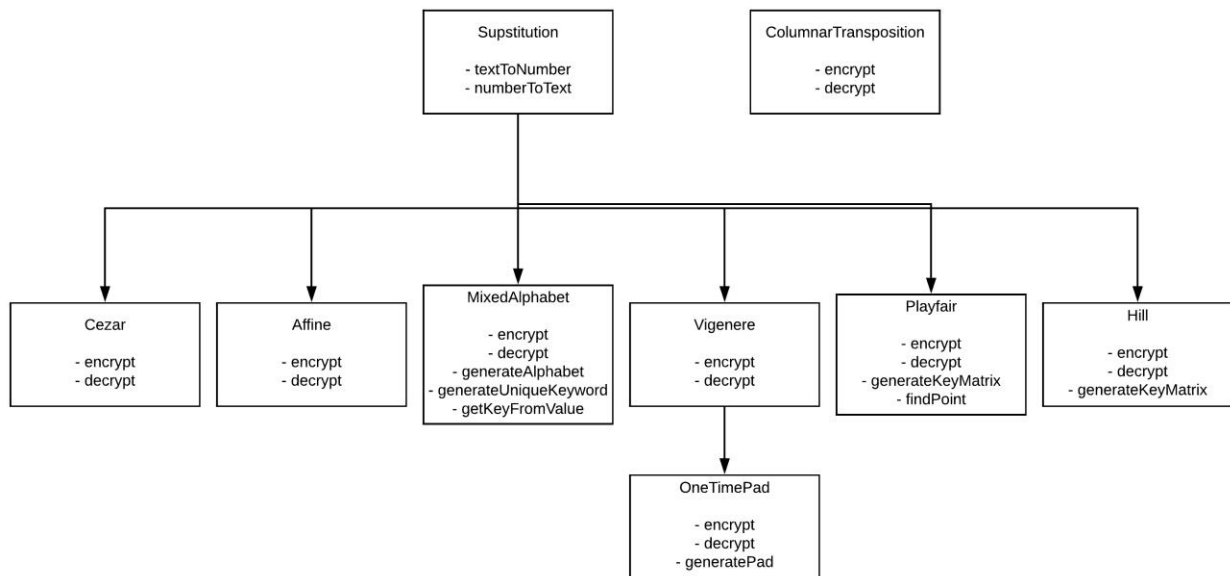 Supstitution
- textToNumber
- numberToText
ColumnarTransposition
- encrypt
- decrypt
Cezar
- encrypt
- decrypt
Affine
- encrypt
- decrypt
MixedAlphabet
- encrypt
- decrypt
- generateAlphabet
- generateUniqueKeyword
- getKeyFromValue
Vigenere
- encrypt
- decrypt
Playfair
- encrypt
- decrypt
- generateKeyMatrix
- findPoint
Hill
- encrypt
- decrypt
- generateKeyMatrix
OneTimePad
- encrypt
- decrypt
- generatePad